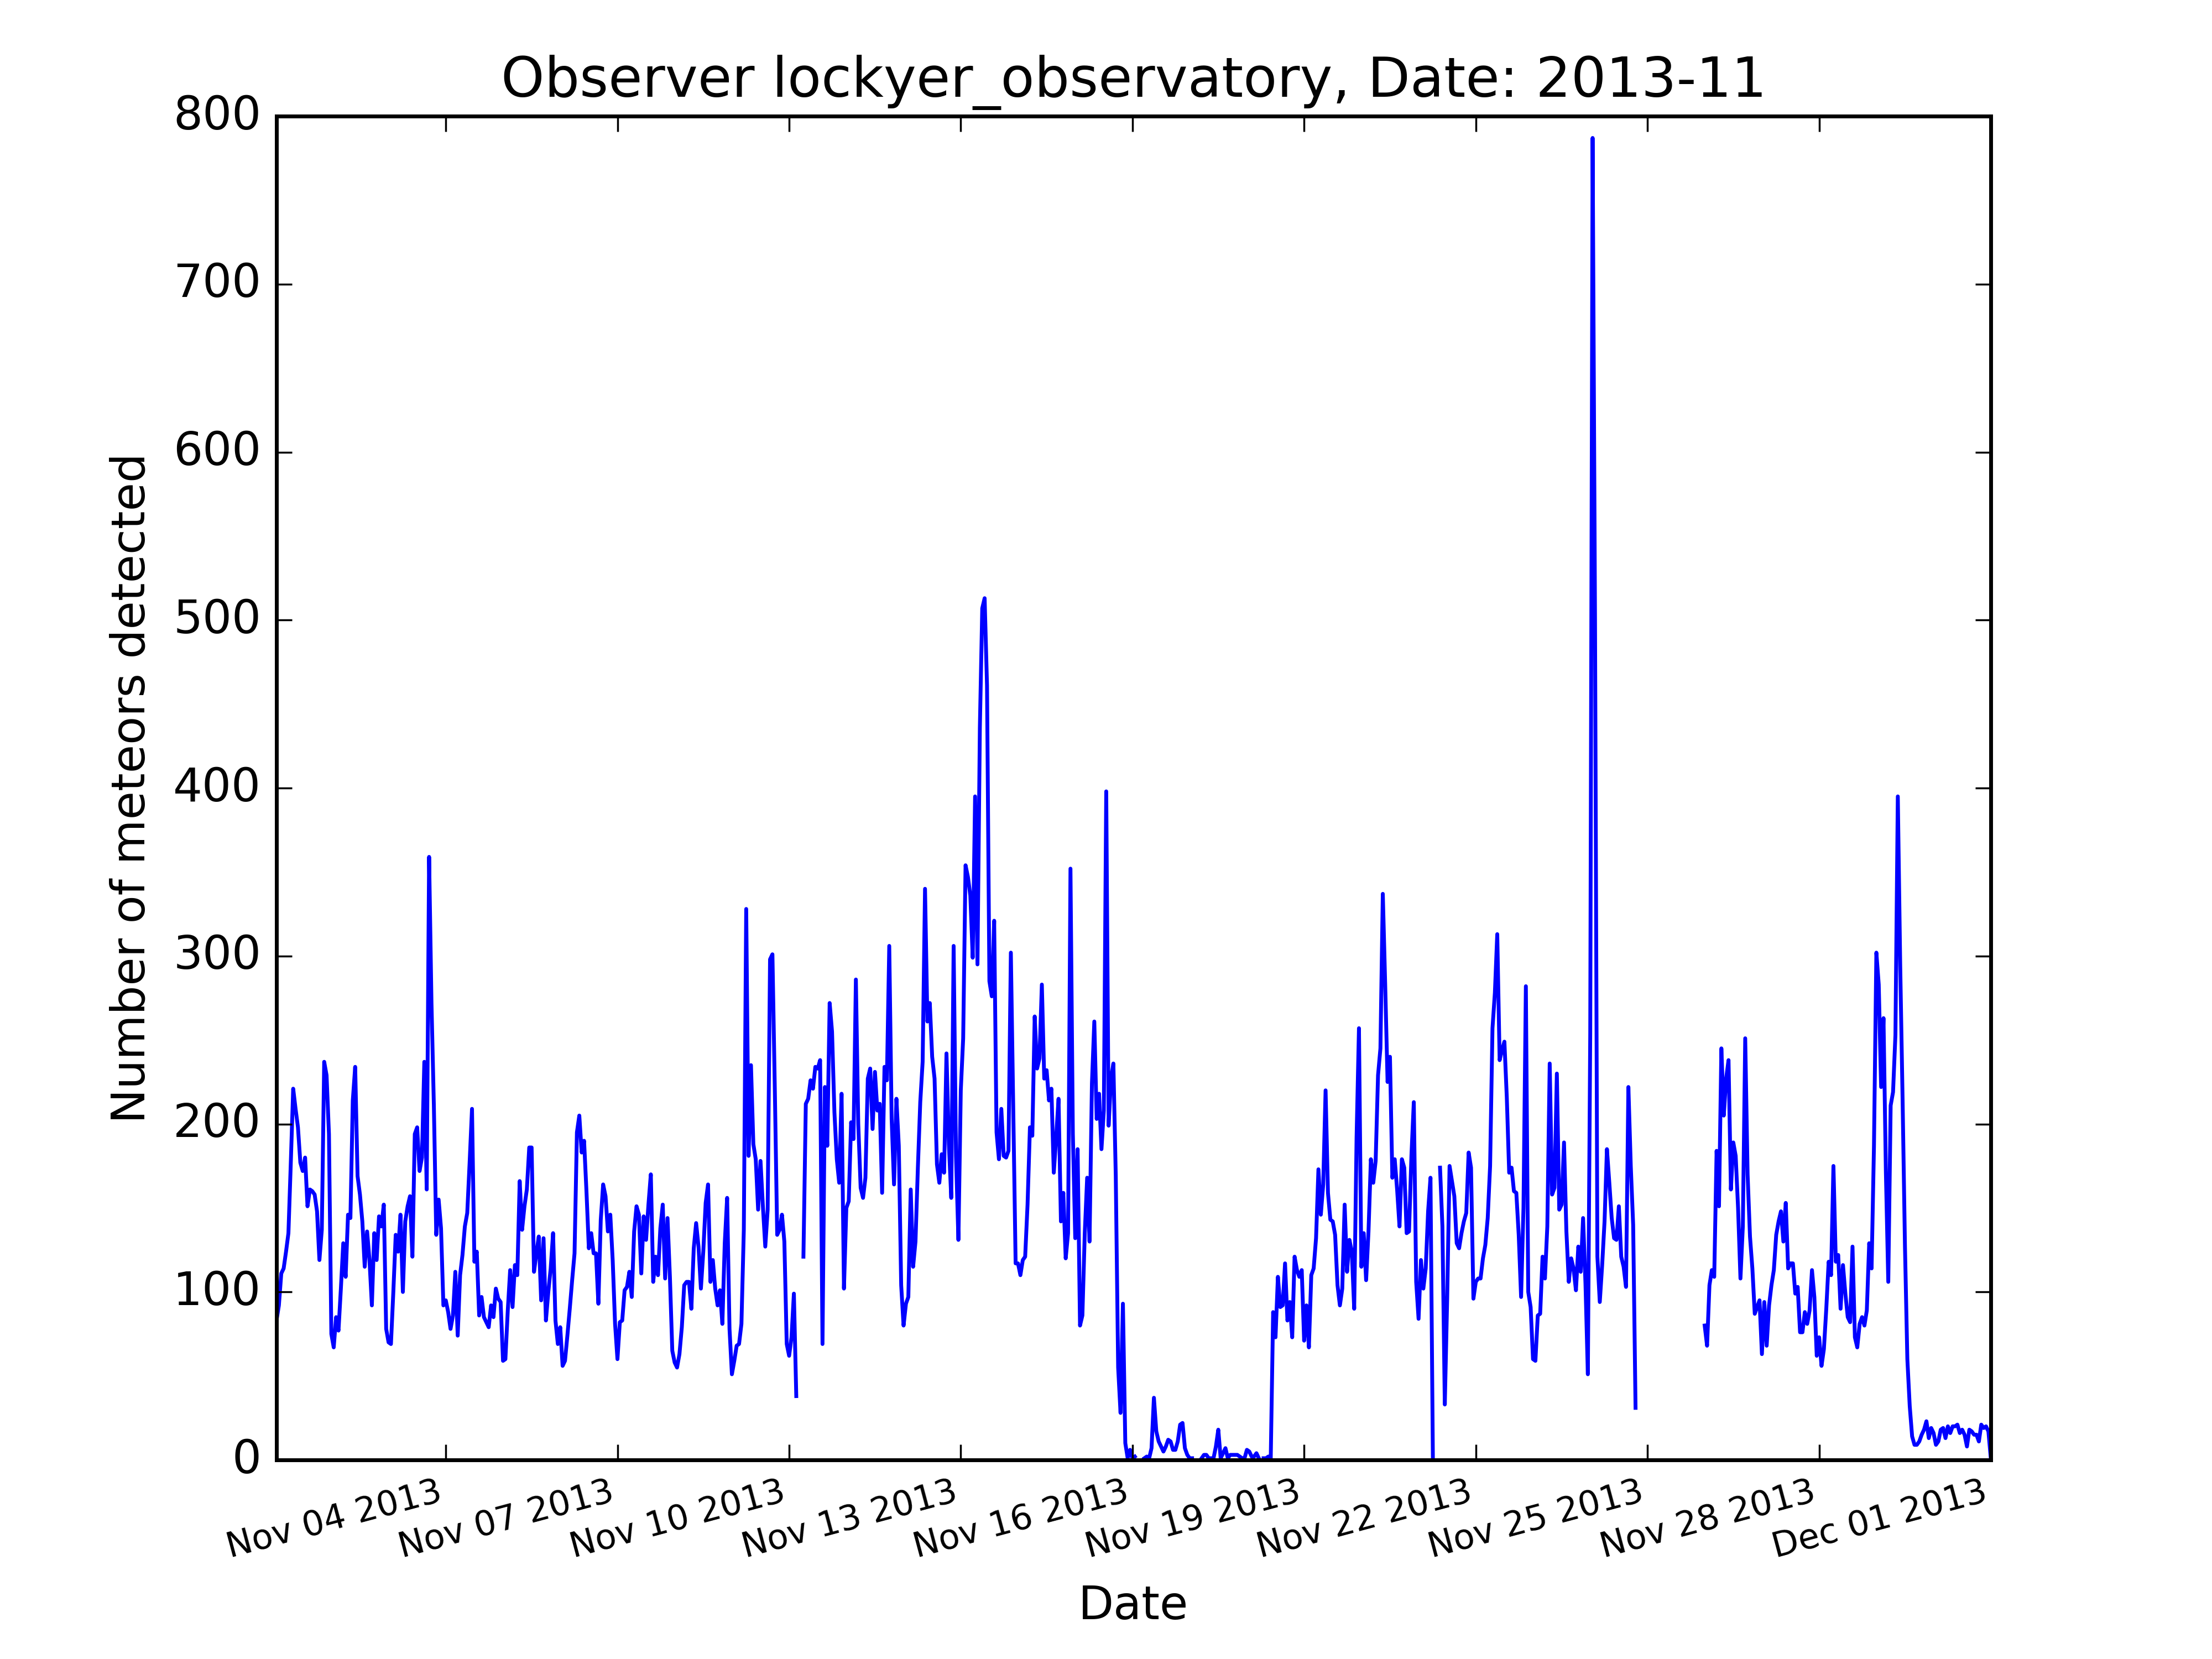 Observer lockyer_observatory, Date: 2013-11
800
700
600
500
400
300
200
100
0
Number of meteors detected
Nov 04 2013
Nov 07 2013
Nov 10 2013
Nov 13 2013
Nov 16 2013
Nov 19 2013
Nov 22 2013
Nov 25 2013
Nov 28 2013
Dec 01 2013
Date